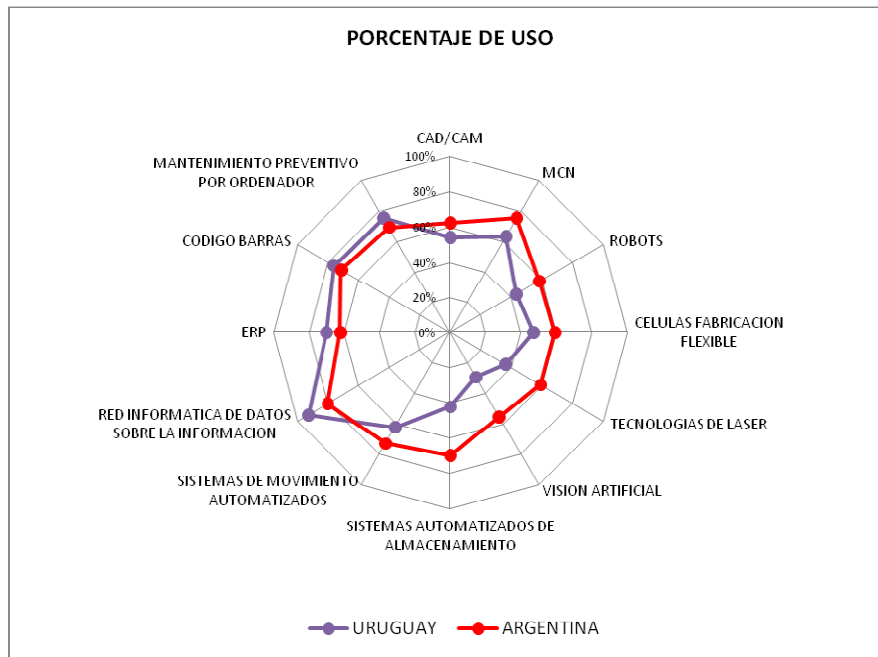 PORCENTAJE DE USO
CAD/CAM
100%
80%
60%
40%
20%
0%
MCN
ROBOTS
CELULAS FABRICACION
FLEXIBLE
TECNOLOGIAS DE LASER
VISION ARTIFICIAL
SISTEMAS AUTOMATIZADOS DE
ALMACENAMIENTO
SISTEMAS DE MOVIMIENTO
AUTOMATIZADOS
RED INFORMATICA DE DATOS
SOBRE LA INFORMACION
ERP
CODIGO BARRAS
MANTENIMIENTO PREVENTIVO
POR ORDENADOR
URUGUAY
ARGENTINA